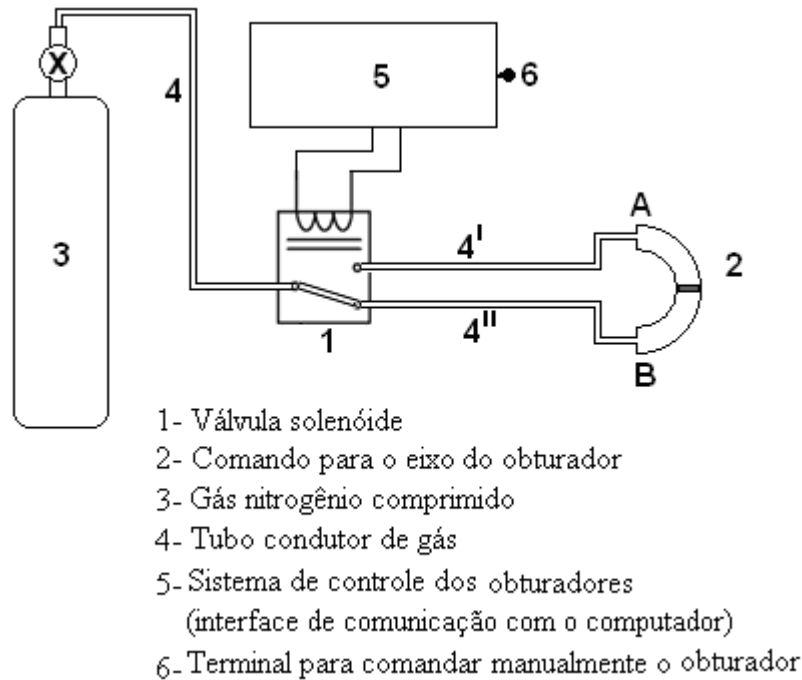 X
5
6
4
3
A
4I
2
4II
1
B
1- Válvula solenóide
2- Comando para o eixo do obturador
3- Gás nitrogênio comprimido
4- Tubo condutor de gás
5- Sistema de controle dos obturadores
(interface de comunicação com o computador)
6- Terminal para comandar manualmente o obturador